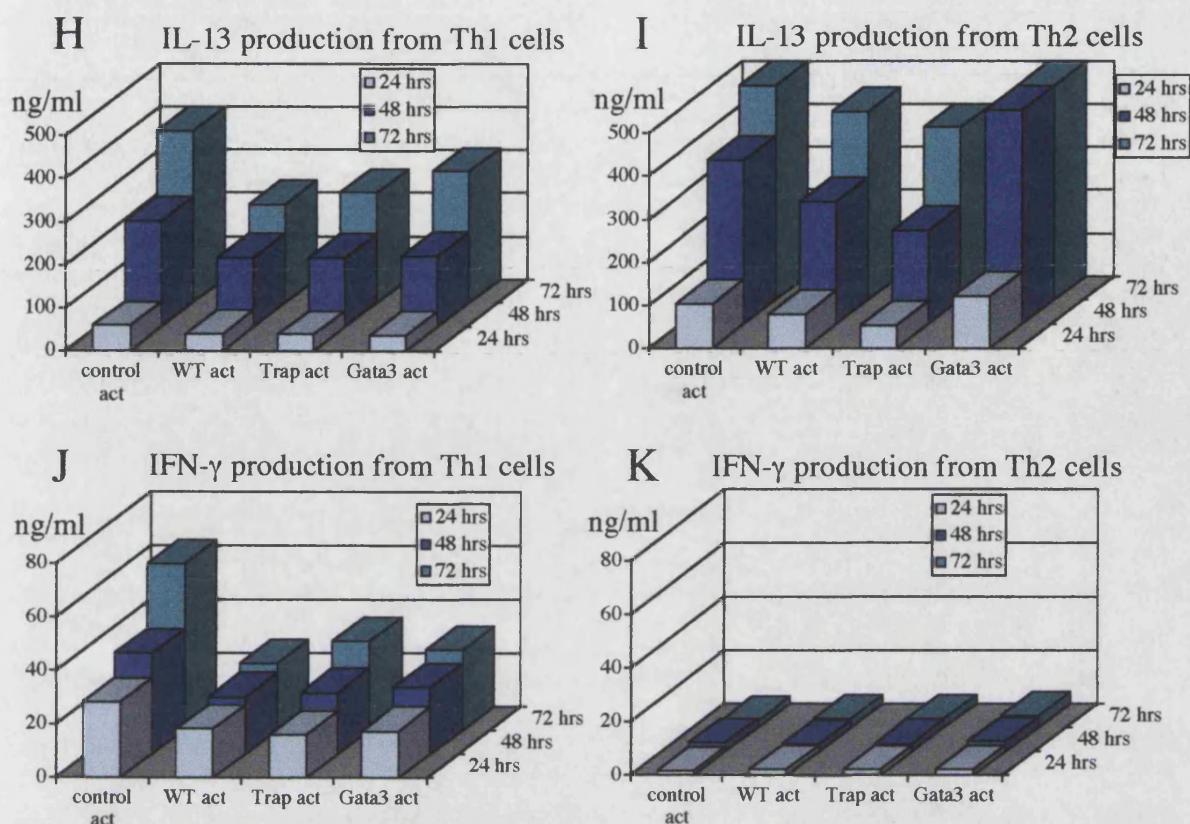 H IL-13 production from Th1 cells
ng/ml
24 hrs
48 hrs
72 hrs
500
400
300
200
100
0
control act
WT act
Trap act
Gata3 act
24 hrs
48 hrs
72 hrs
I IL-13 production from Th2 cells
ng/ml
24 hrs
48 hrs
72 hrs
500
400
300
200
100
0
control act
WT act
Trap act
Gata3 act
24 hrs
48 hrs
72 hrs
J IFN-γ production from Th1 cells
ng/ml
24 hrs
48 hrs
72 hrs
80
60
40
20
0
control act
WT act
Trap act
Gata3 act
24 hrs
48 hrs
72 hrs
K IFN-γ production from Th2 cells
ng/ml
24 hrs
48 hrs
72 hrs
80
60
40
20
0
control act
WT act
Trap act
Gata3 act
24 hrs
48 hrs
72 hrs